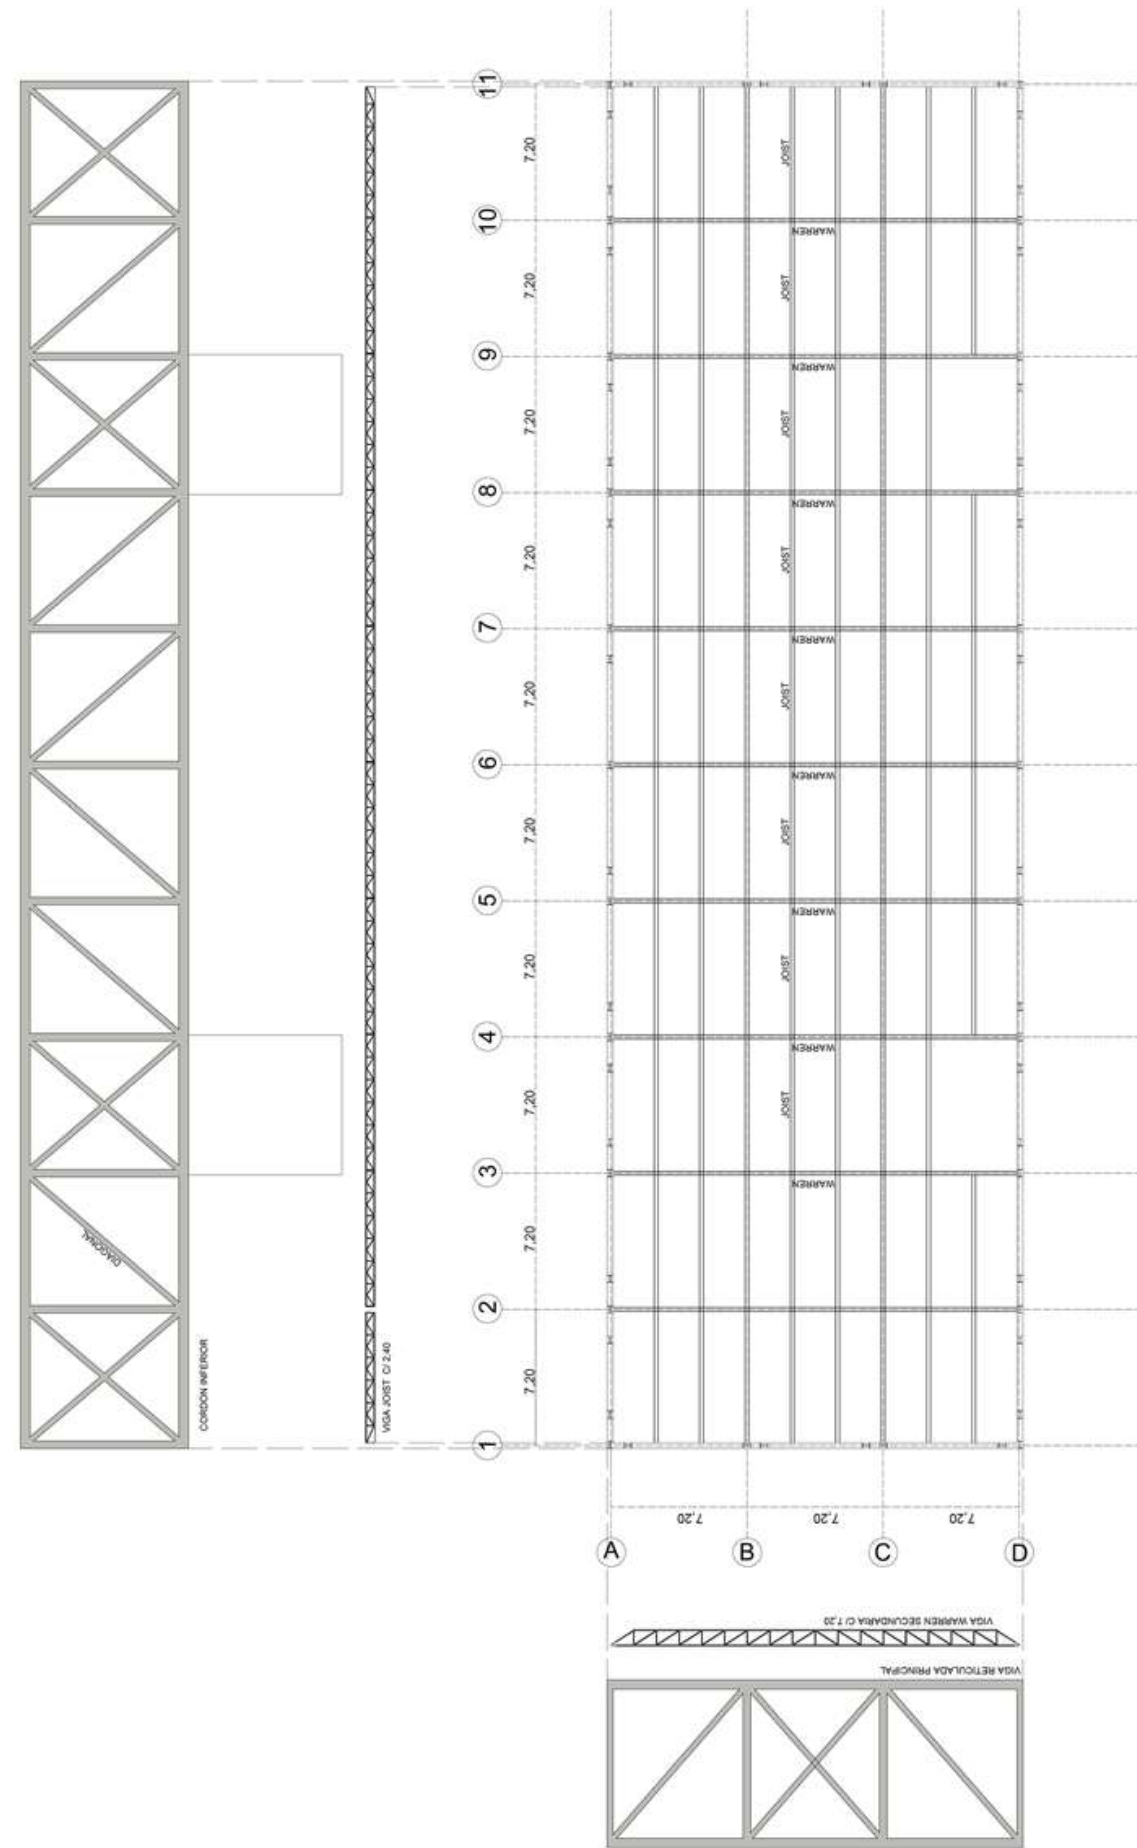 11
7,20
JOIST
10
WARREN
7,20
JOIST
9
WARREN
7,20
JOIST
8
WARREN
7,20
JOIST
7
WARREN
7,20
JOIST
6
WARREN
7,20
JOIST
5
WARREN
7,20
JOIST
4
WARREN
7,20
JOIST
3
WARREN
DIAGONAL
7,20
2
CORDON INFERIOR
VIGA JOIST C/ 2.40
7,20
1
7,20
7,20
7,20
A
B
C
D
VIGA WARREN SECUNDARIA C/ 7,20
VIGA RETICULADA PRINCIPAL